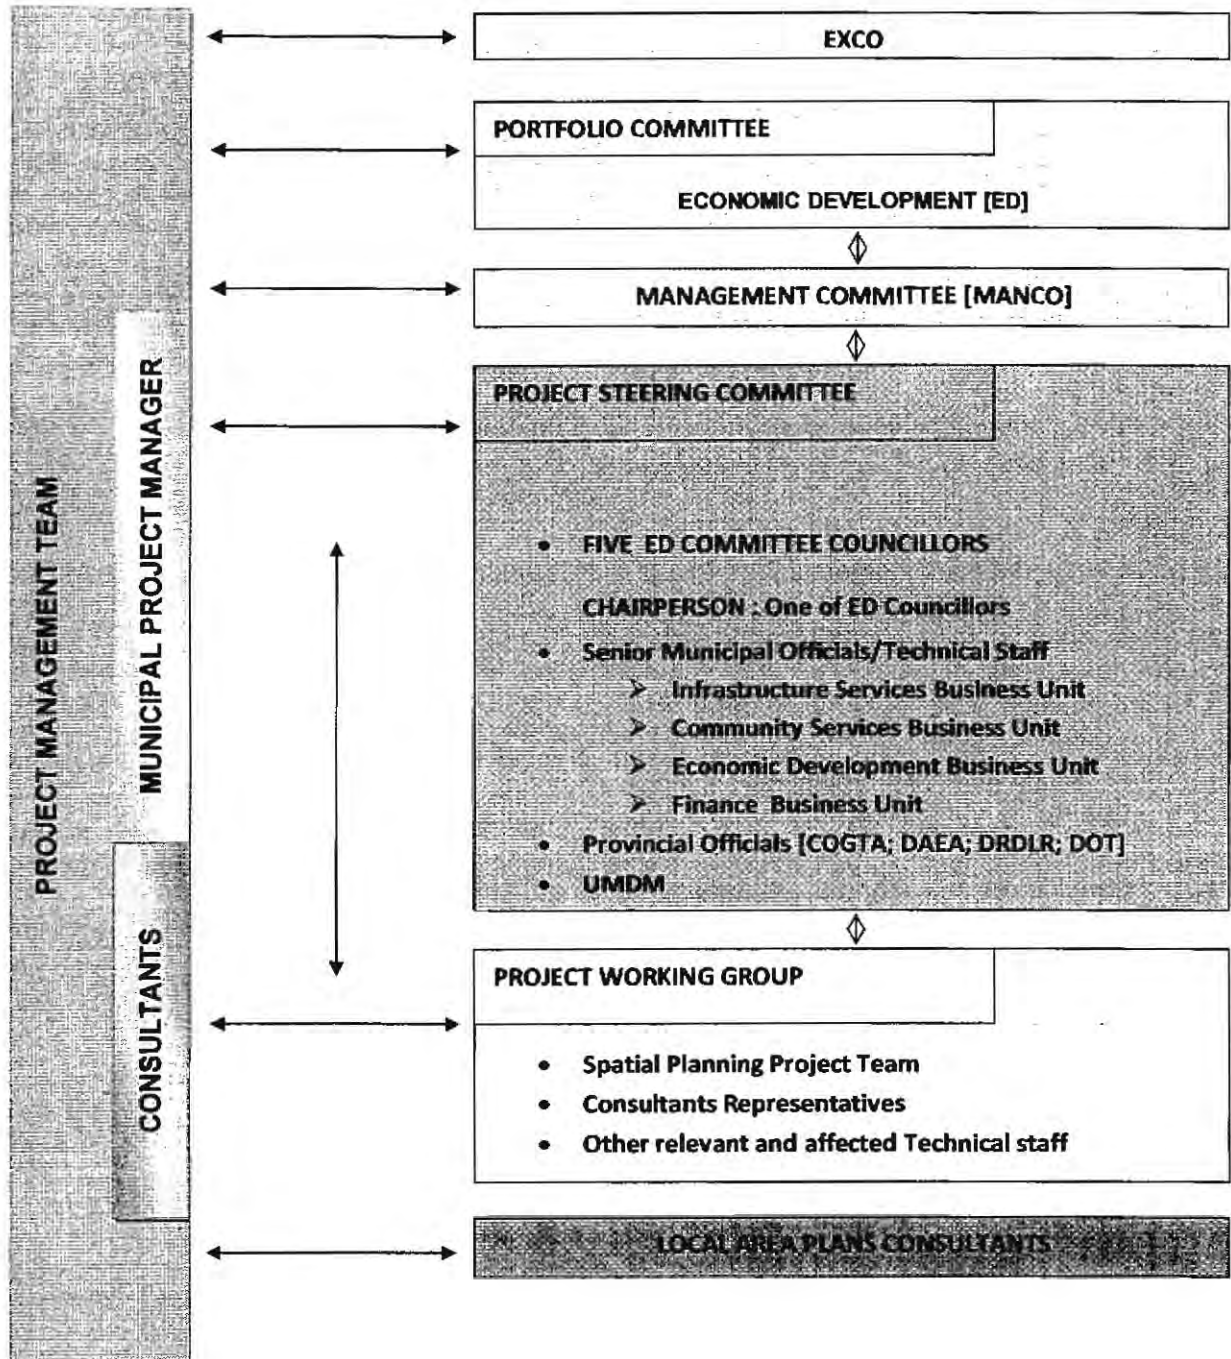 PROJECT MANAGEMENT TEAM
MUNICIPAL PROJECT MANAGER
CONSULTANTS
EXCO
PORTFOLIO COMMITTEE
ECONOMIC DEVELOPMENT [ED]
MANAGEMENT COMMITTEE [MANCO]
PROJECT STEERING COMMITTEE
• FIVE ED COMMITTEE COUNCILLORS
CHAIRPERSON : One of ED Councillors
• Senior Municipal Officials/Technical Staff
➢ Infrastructure Services Business Unit
➢ Community Services Business Unit
➢ Economic Development Business Unit
➢ Finance Business Unit
• Provincial Officials [COGTA; DAEA; DRDLR; DOT]
• UMDM
PROJECT WORKING GROUP
• Spatial Planning Project Team
• Consultants Representatives
• Other relevant and affected Technical staff
LOCAL AREA PLANS CONSULTANTS